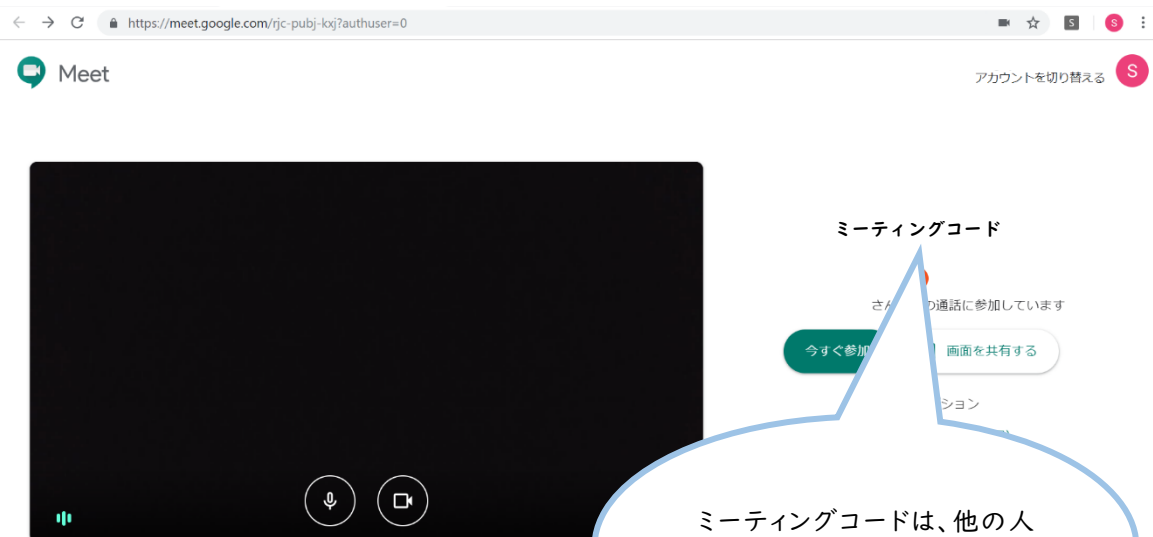 https://meet.google.com/rjc-pubj-kxj?authuser=0
S
S
Meet
アカウントを切り替える
S
ミーティングコード
さん の通話に参加しています
今すぐ参加
画面を共有する
ション
ミーティングコードは、他の人